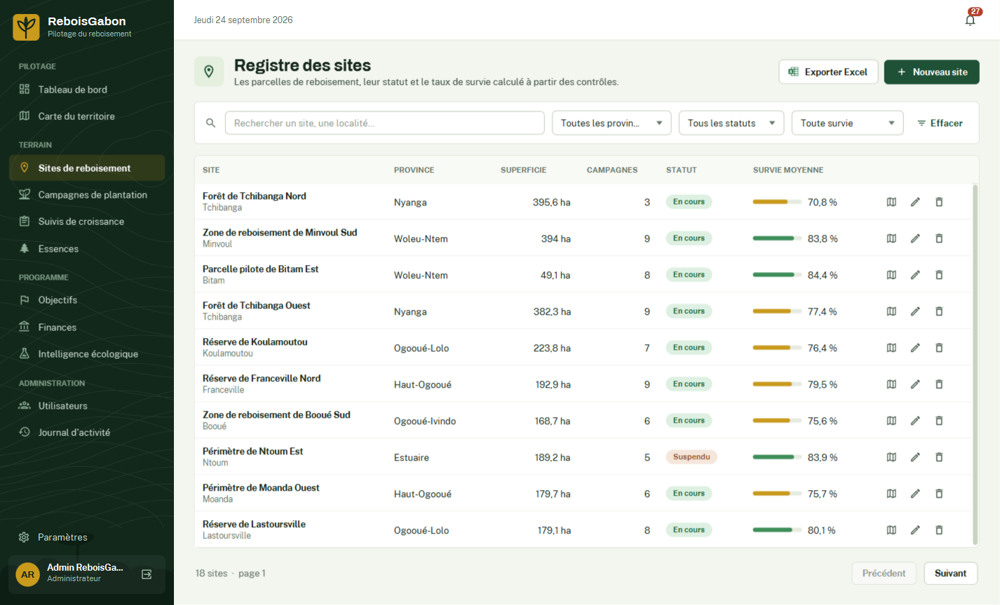 ReboisGabon
Pilotage du reboisement
PILOTAGE
Tableau de bord
Carte du territoire
TERRAIN
Sites de reboisement
Campagnes de plantation
Suivis de croissance
Essences
PROGRAMME
Objectifs
Finances
Intelligence écologique
ADMINISTRATION
Utilisateurs
Journal d'activité
Paramètres
AR
Admin ReboisGa...
Administrateur
Jeudi 24 septembre 2026
27
Registre des sites
Les parcelles de reboisement, leur statut et le taux de survie calculé à partir des contrôles.
Exporter Excel
+ Nouveau site
Rechercher un site, une localité...
Toutes les provin...
Tous les statuts
Toute survie
Effacer
SITE PROVINCE SUPERFICIE CAMPAGNES STATUT SURVIE MOYENNE
Forêt de Tchibanga Nord
Tchibanga
Nyanga 395,6 ha 3 En cours 70,8 %
Zone de reboisement de Minvoul Sud
Minvoul
Woleu-Ntem 394 ha 9 En cours 83,8 %
Parcelle pilote de Bitam Est
Bitam
Woleu-Ntem 49,1 ha 8 En cours 84,4 %
Forêt de Tchibanga Ouest
Tchibanga
Nyanga 382,3 ha 9 En cours 77,4 %
Réserve de Koulamoutou
Koulamoutou
Ogooué-Lolo 223,8 ha 7 En cours 76,4 %
Réserve de Franceville Nord
Franceville
Haut-Ogooué 192,9 ha 9 En cours 79,5 %
Zone de reboisement de Booué Sud
Booué
Ogooué-Ivindo 168,7 ha 6 En cours 75,6 %
Périmètre de Ntoum Est
Ntoum
Estuaire 189,2 ha 5 Suspendu 83,9 %
Périmètre de Moanda Ouest
Moanda
Haut-Ogooué 179,7 ha 6 En cours 75,7 %
Réserve de Lastoursville
Lastoursville
Ogooué-Lolo 179,1 ha 8 En cours 80,1 %
18 sites · page 1
Précédent
Suivant